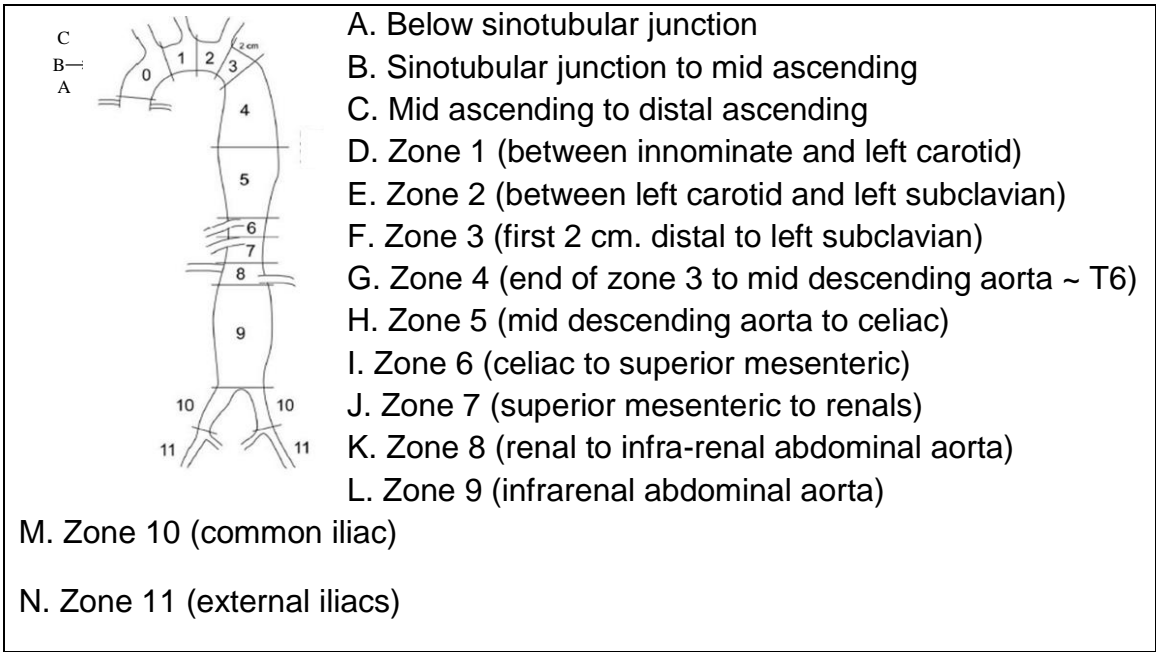 C
B
A
0
1
2
2 cm
3
4
5
6
7
8
9
10
10
11
11
A. Below sinotubular junction
B. Sinotubular junction to mid ascending
C. Mid ascending to distal ascending
D. Zone 1 (between innominate and left carotid)
E. Zone 2 (between left carotid and left subclavian)
F. Zone 3 (first 2 cm. distal to left subclavian)
G. Zone 4 (end of zone 3 to mid descending aorta ~ T6)
H. Zone 5 (mid descending aorta to celiac)
I. Zone 6 (celiac to superior mesenteric)
J. Zone 7 (superior mesenteric to renals)
K. Zone 8 (renal to infra-renal abdominal aorta)
L. Zone 9 (infrarenal abdominal aorta)
M. Zone 10 (common iliac)
N. Zone 11 (external iliacs)